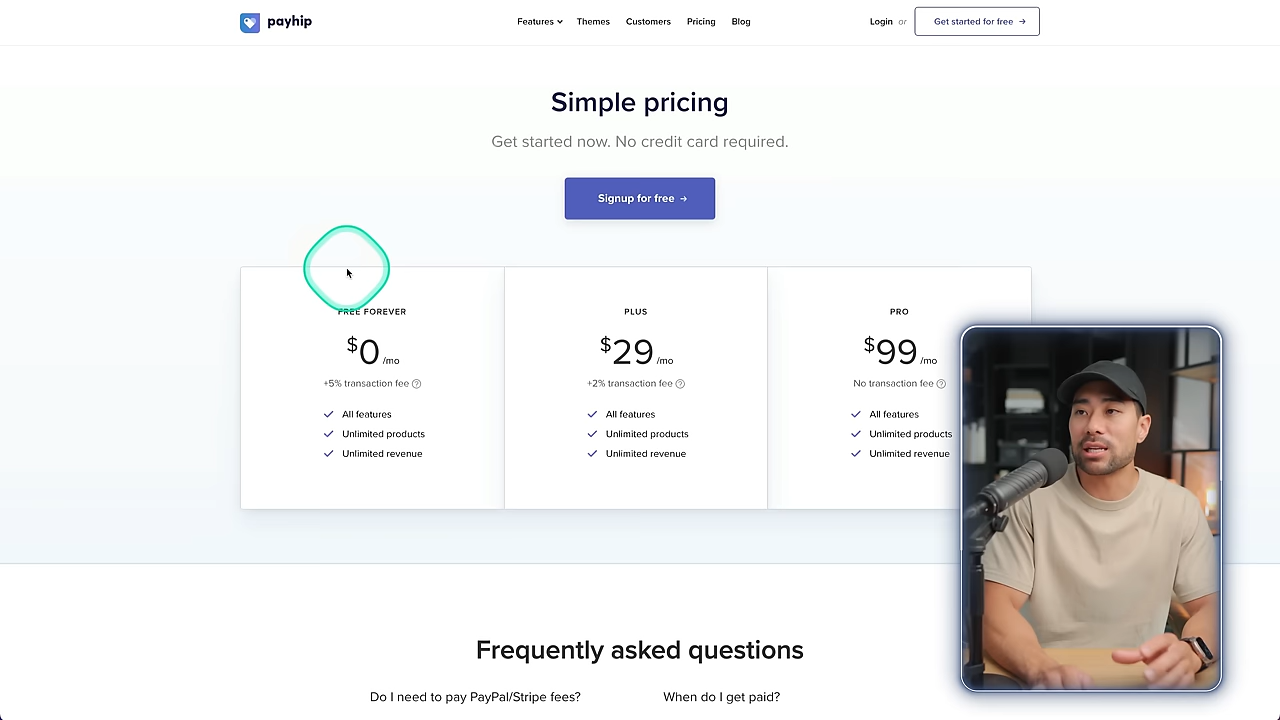 payhip
Features Themes Customers Pricing Blog
Login or Get started for free →
Simple pricing
Get started now. No credit card required.
Signup for free →
FREE FOREVER
$0 /mo
+5% transaction fee ?
All features
Unlimited products
Unlimited revenue
PLUS
$29 /mo
+2% transaction fee ?
All features
Unlimited products
Unlimited revenue
PRO
$99 /mo
No transaction fee ?
All features
Unlimited products
Unlimited revenue
Frequently asked questions
Do I need to pay PayPal/Stripe fees?
When do I get paid?